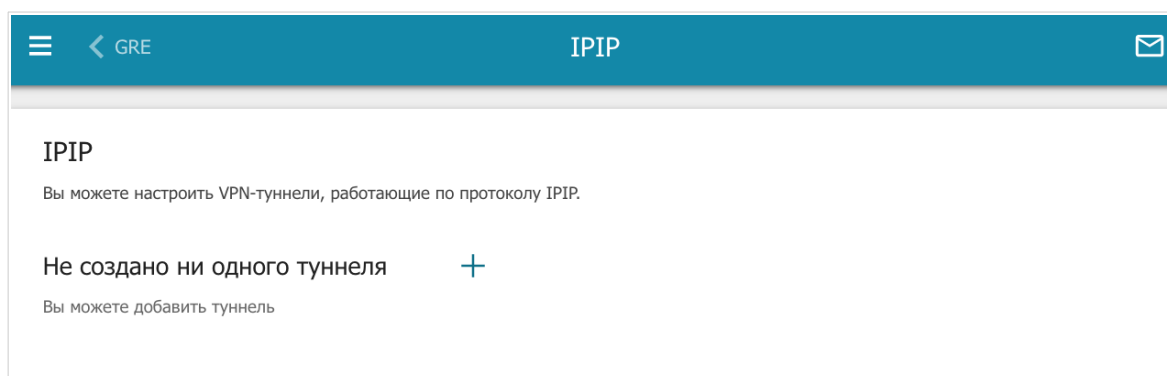 GRE
IPIP
IPIP
Вы можете настроить VPN-туннели, работающие по протоколу IPIP.
Не создано ни одного туннеля
Вы можете добавить туннель